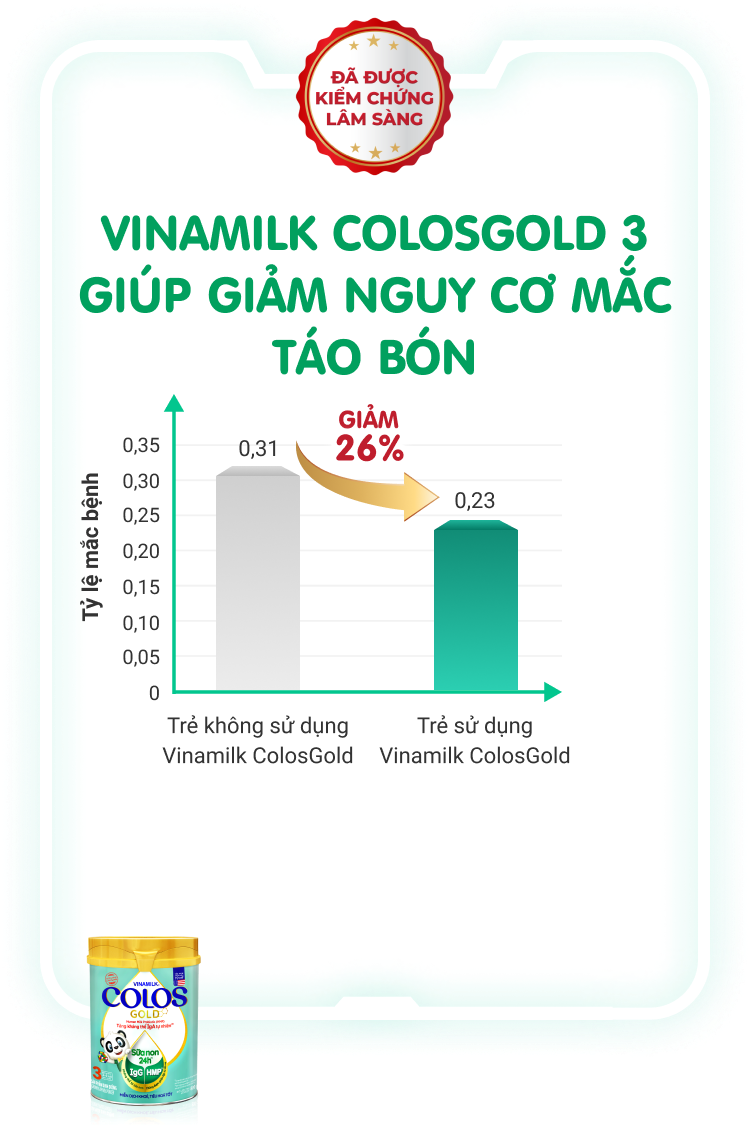 ĐÃ ĐƯỢC
KIỂM CHỨNG
LÂM SÀNG
VINAMILK COLOSGOLD 3
GIÚP GIẢM NGUY CƠ MẮC
TÁO BÓN
GIẢM
26%
Tỷ lệ mắc bệnh
0,35
0,30
0,25
0,20
0,15
0,10
0,05
0
0,31
0,23
Trẻ không sử dụng
Vinamilk ColosGold
Trẻ sử dụng
Vinamilk ColosGold
VINAMILK
COLOS
GOLD
Sữa non
24h
IgG HMP
3